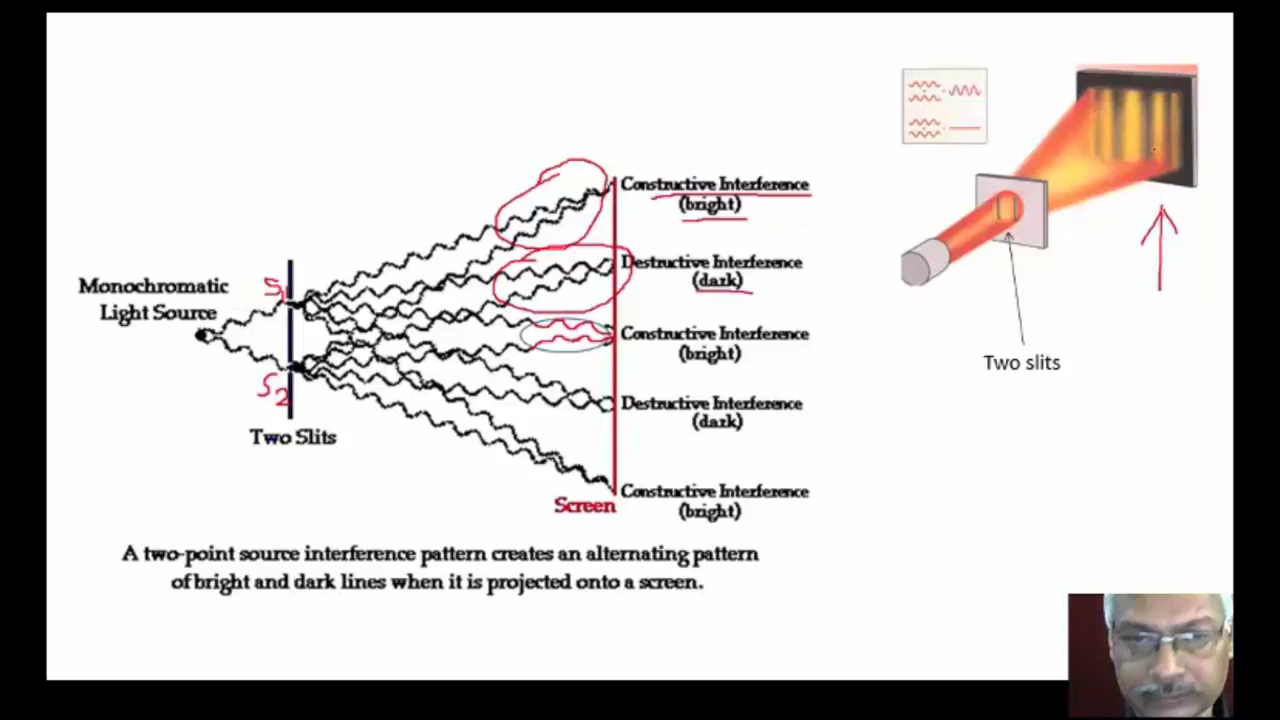 Constructive Interference
(bright)
Destructive Interference
(dark)
Monochromatic
Light Source
S1
Constructive Interference
(bright)
S2
Destructive Interference
(dark)
Two Slits
Constructive Interference
(bright)
Screen
A two-point source interference pattern creates an alternating pattern
of bright and dark lines when it is projected onto a screen.
Two slits